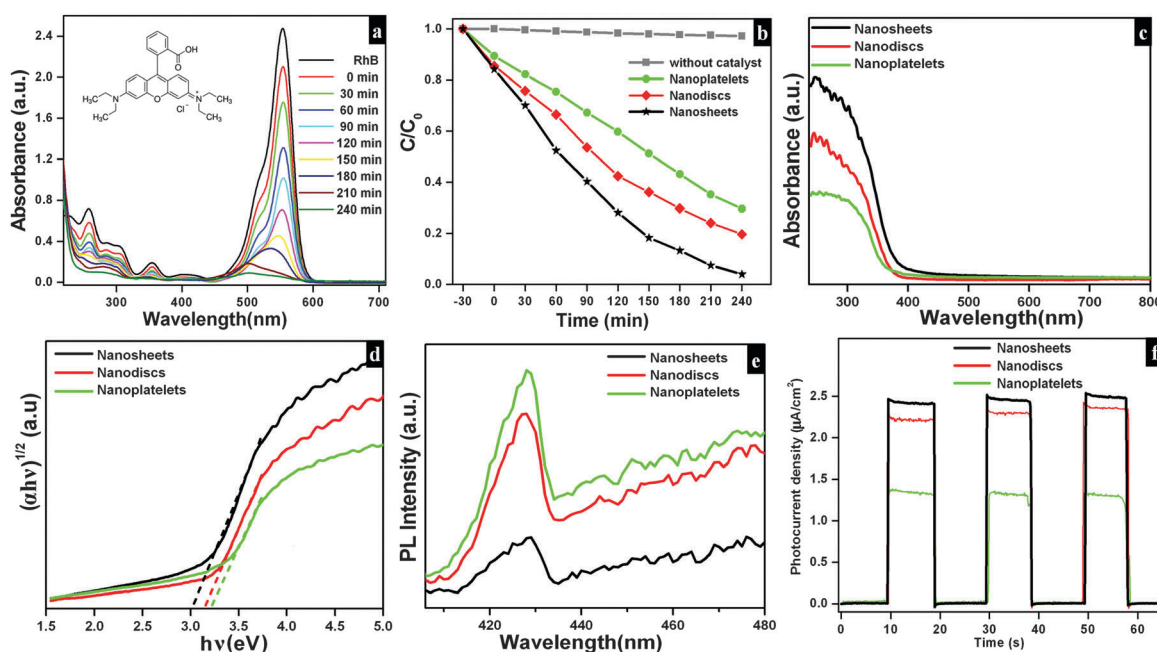 a
2.4
2.0
1.6
1.2
0.8
0.4
0.0
Absorbance (a.u.)
300 400 500 600 700
Wavelength(nm)
OH
O
H₃C N O N⁺ CH₃
CH₃ Cl⁻ CH₃
RhB
0 min
30 min
60 min
90 min
120 min
150 min
180 min
210 min
240 min
b
1.0
0.8
0.6
0.4
0.2
0.0
C/C₀
-30 0 30 60 90 120 150 180 210 240
Time (min)
without catalyst
Nanoplatelets
Nanodiscs
Nanosheets
c
Nanosheets
Nanodiscs
Nanoplatelets
Absorbance (a.u.)
300 400 500 600 700 800
Wavelength(nm)
d
Nanosheets
Nanodiscs
Nanoplatelets
(αhν)¹/² (a.u)
1.5 2.0 2.5 3.0 3.5 4.0 4.5 5.0
hν(eV)
e
Nanosheets
Nanodiscs
Nanoplatelets
PL Intensity (a.u.)
420 440 460 480
Wavelength(nm)
f
Nanosheets
Nanodiscs
Nanoplatelets
Photocurrent density (μA/cm²)
2.5
2.0
1.5
1.0
0.5
0.0
0 10 20 30 40 50 60
Time (s)